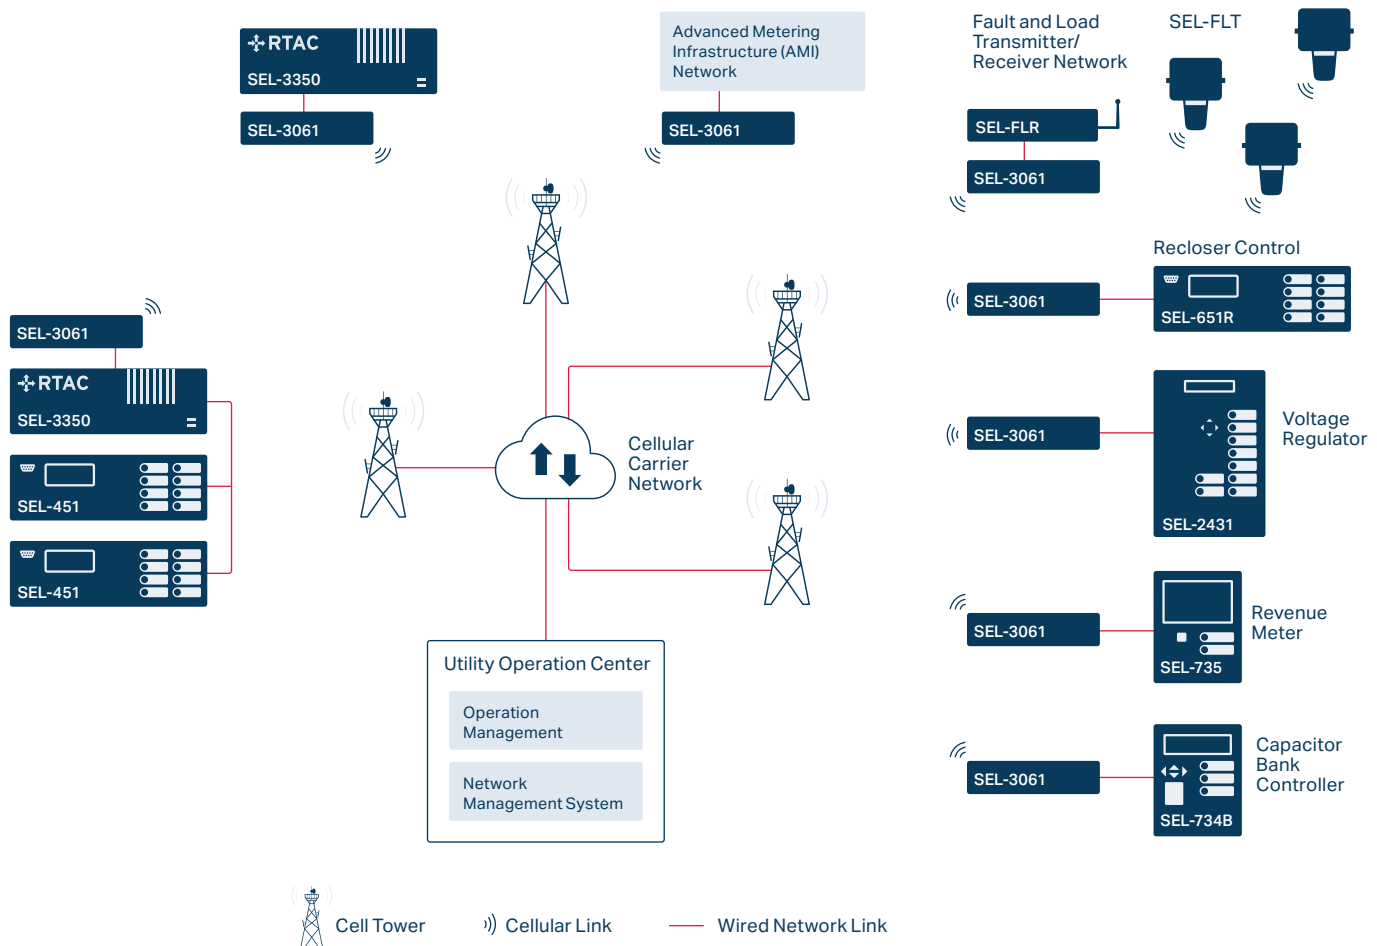 RTAC
SEL-3350
SEL-3061
Advanced Metering
Infrastructure (AMI)
Network
SEL-3061
Fault and Load
Transmitter/
Receiver Network
SEL-FLT
SEL-FLR
SEL-3061
Recloser Control
SEL-3061
SEL-651R
SEL-3061
RTAC
SEL-3350
SEL-451
SEL-451
Cellular
Carrier
Network
SEL-3061
Voltage
Regulator
SEL-2431
SEL-3061
Revenue
Meter
SEL-735
Utility Operation Center
Operation
Management
Network
Management System
SEL-3061
Capacitor
Bank
Controller
SEL-734B
Cell Tower
Cellular Link
Wired Network Link